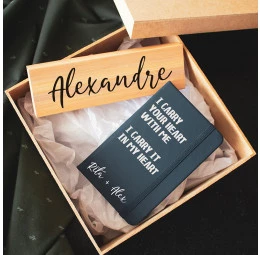 Alexandre
I CARRY
YOUR HEART
WITH ME
I CARRY IT
IN MY HEART
Rita + Alex